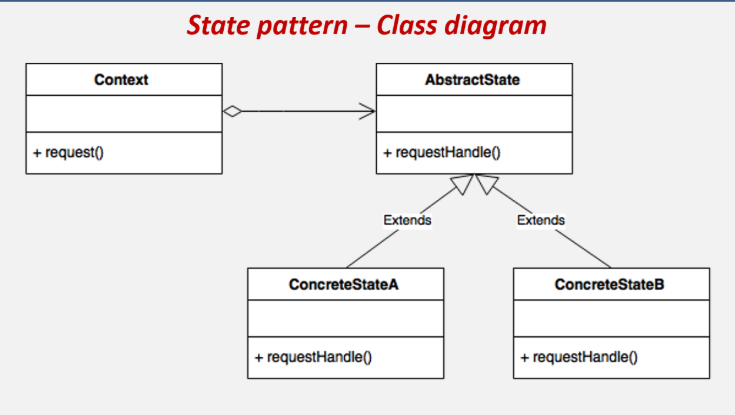 State pattern – Class diagram
Context
AbstractState
+ request()
+ requestHandle()
Extends
Extends
ConcreteStateA
ConcreteStateB
+ requestHandle()
+ requestHandle()